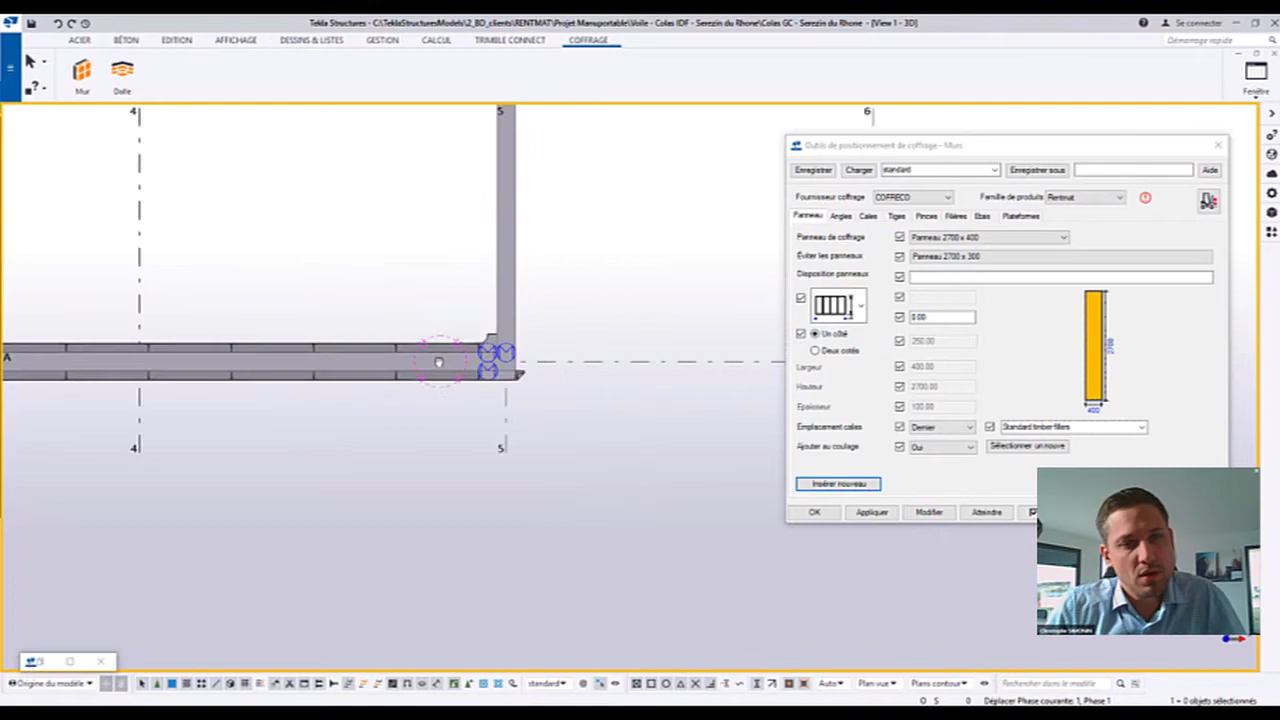 Tekla Structures - C:\TeklaStructuresModels\2_BD_clients\RENTMAT\Projet Manuportable\Voile - Colas IDF - Serezin du Rhone\Colas GC - Serezin du Rhone - [View 1 - 3D]
Se connecter
ACIER BÉTON EDITION AFFICHAGE DESSINS & LISTES GESTION CALCUL TRIMBLE CONNECT COFFRAGE
Démarrage rapide
Mur Dalle
Fenêtre
4 5 6
Outils de positionnement de coffrage - Murs
Enregistrer Charger standard Enregistrer sous Aide
Fournisseur coffrage COFRECO Famille de produits Rentmat
Panneau Angles Cales Tiges Pinces Filières Etais Plateformes
Panneau de coffrage Panneau 2700 x 400
Éviter les panneaux Panneau 2700 x 300
Disposition panneaux
0.00
Un côté
Deux cotés
250.00
Largeur 400.00
Hauteur 2700.00
Epaisseur 100.00
2700
400
Emplacement cales Dernier Standard timber fillers
Ajouter au coulage Oui Sélectionner un nouve
Insérer nouveau
OK Appliquer Modifier Atteindre
A
4 5
Christophe SIMONIN
Origine du modèle standard Auto Plan vue Plans contour Rechercher dans le modèle
O S 0 Déplacer Phase courante: 1, Phase 1 1 + 0 objets sélectionnés